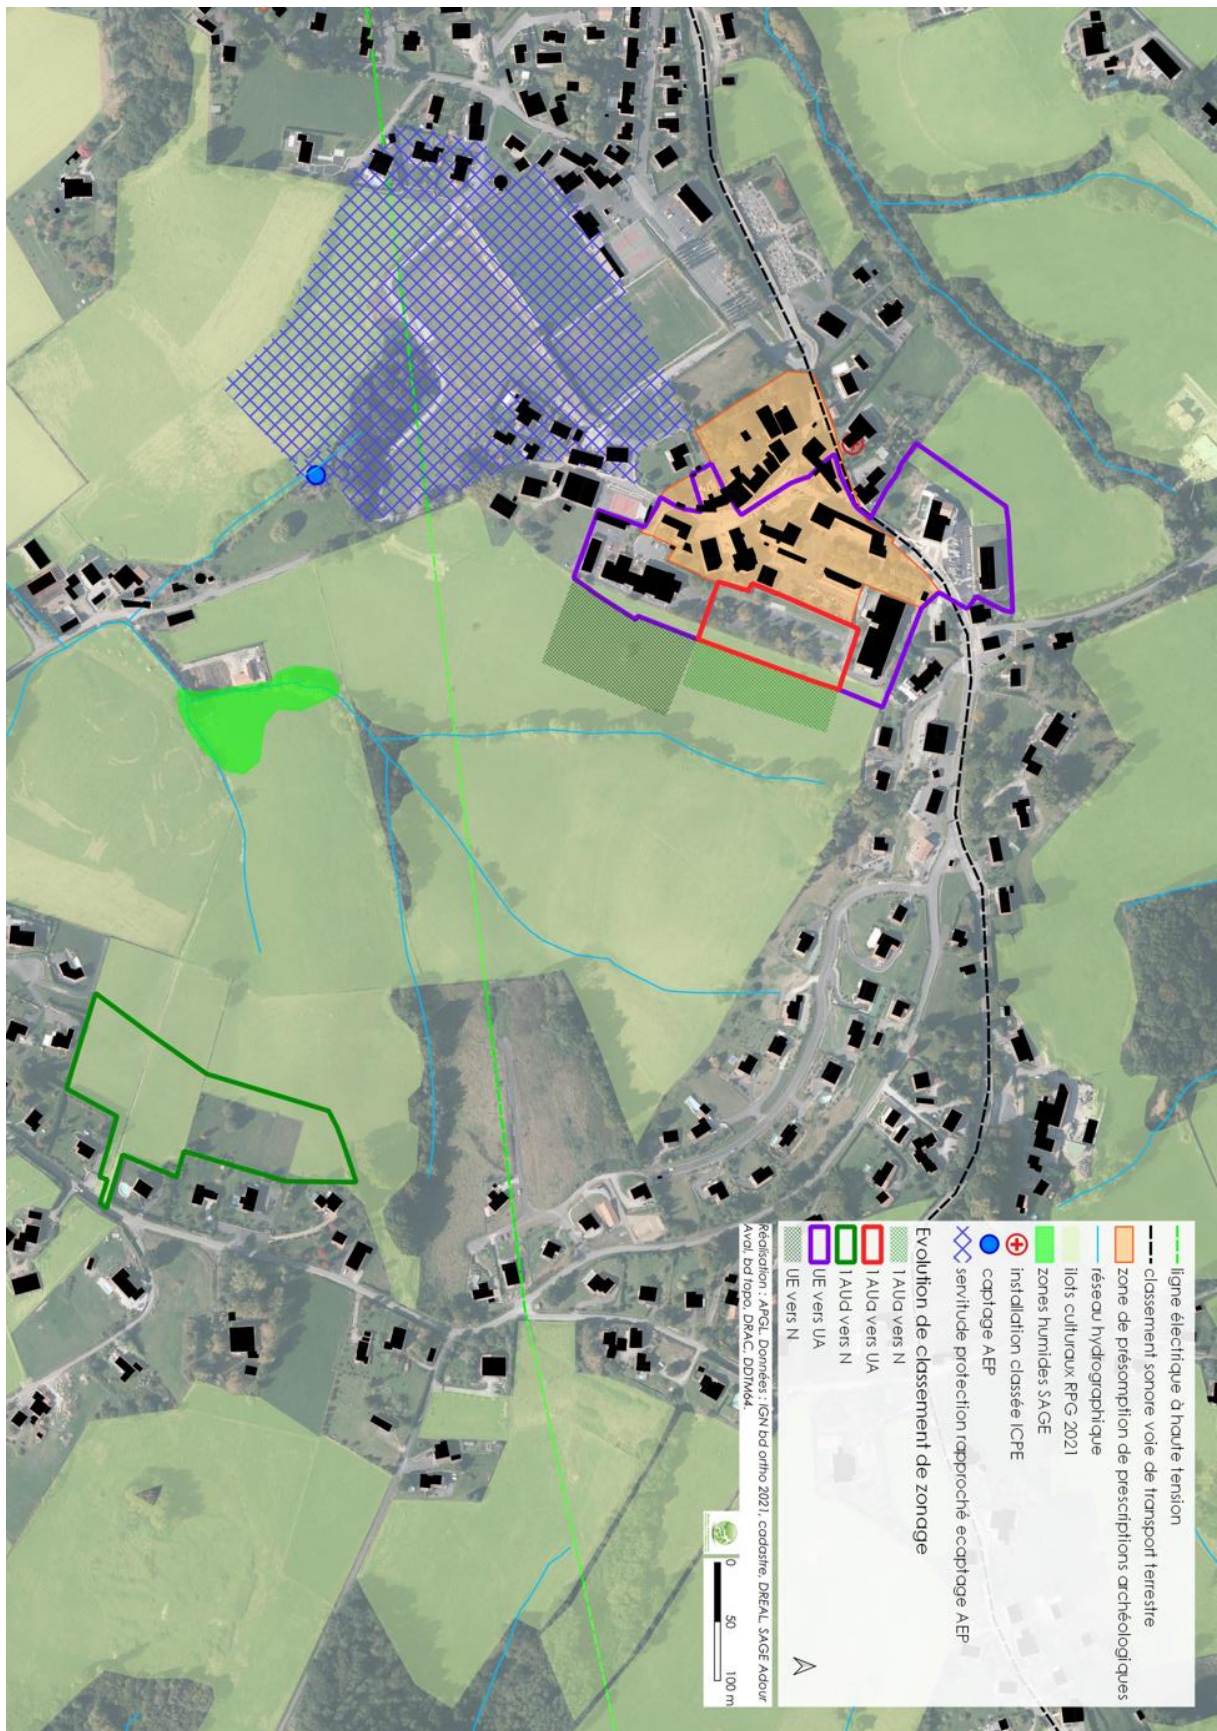 ligne électrique à haute tension
classement sonore voie de transport terrestre
zone de présomption de prescriptions archéologiques
réseau hydrographique
ilots culturaux RPG 2021
zones humides SAGE
installation classée ICPE
captage AEP
servitude protection rapproché ecaptage AEP
Evolution de classement de zonage
1AUa vers N
1AUa vers UA
1AUd vers N
UE vers UA
UE vers N
Réalisation : APGL. Données : IGN bd ortho 2021, cadastre, DREAL, SAGE Adour
Aval, bd topo, DRAC, DDTM64.
0 50 100 m